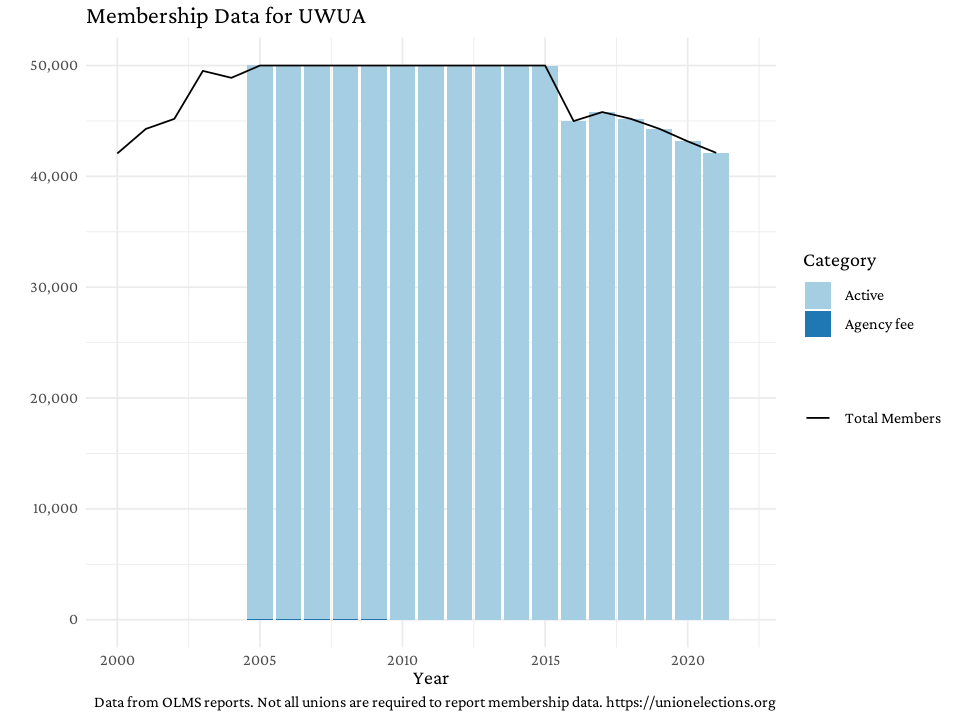 Membership Data for UWUA
50,000
40,000
30,000
20,000
10,000
0
2000 2005 2010 2015 2020
Year
Category
Active
Agency fee
Total Members
Data from OLMS reports. Not all unions are required to report membership data. https://unionelections.org